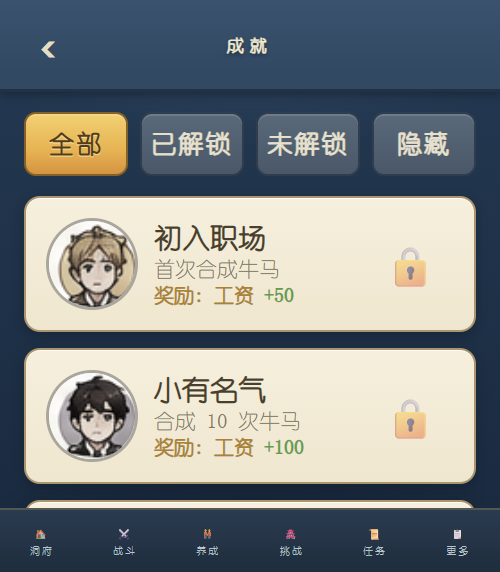 成就
全部 已解锁 未解锁 隐藏
初入职场
首次合成牛马
奖励: 工资 +50
小有名气
合成 10 次牛马
奖励: 工资 +100
洞府 战斗 养成 挑战 任务 更多